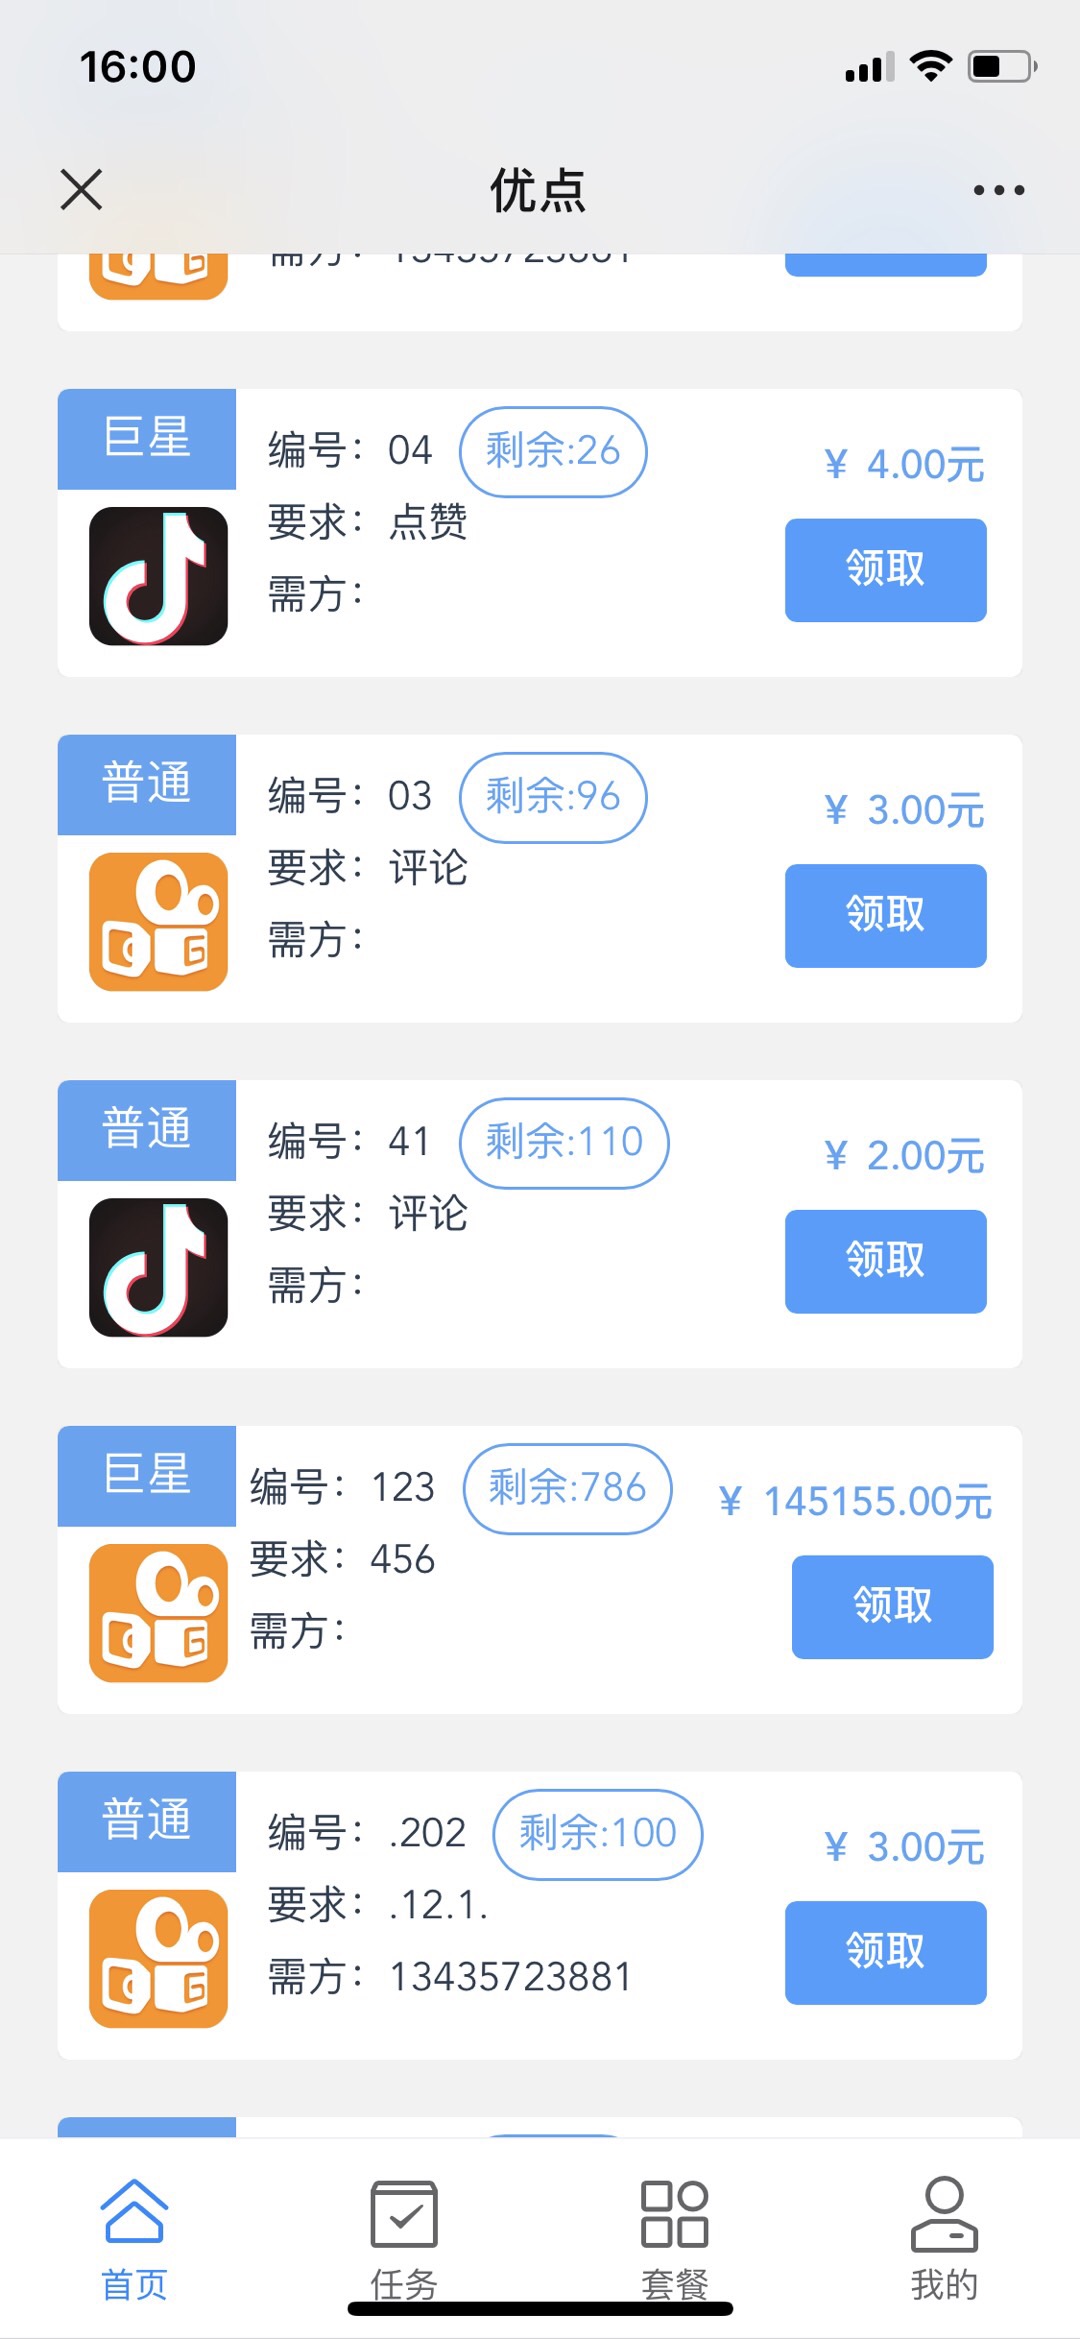 16:00
优点
需方：13435723881
巨星
编号：04 剩余:26
¥ 4.00元
要求：点赞
领取
需方：
普通
编号：03 剩余:96
¥ 3.00元
要求：评论
领取
需方：
普通
编号：41 剩余:110
¥ 2.00元
要求：评论
领取
需方：
巨星
编号：123 剩余:786
¥ 145155.00元
要求：456
领取
需方：
普通
编号：.202 剩余:100
¥ 3.00元
要求：.12.1.
领取
需方：13435723881
首页
任务
套餐
我的